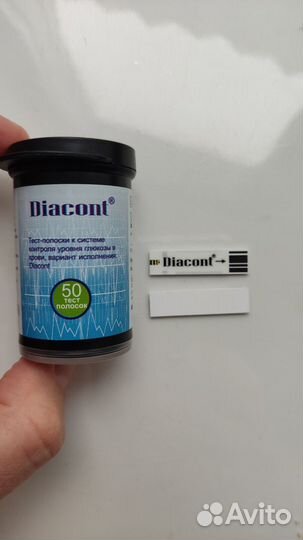 Diacont®
Тест-полоски к системе
контроля уровня глюкозы в
крови, вариант исполнения:
Diacont
50
тест
полосок
Diacont®
Avito